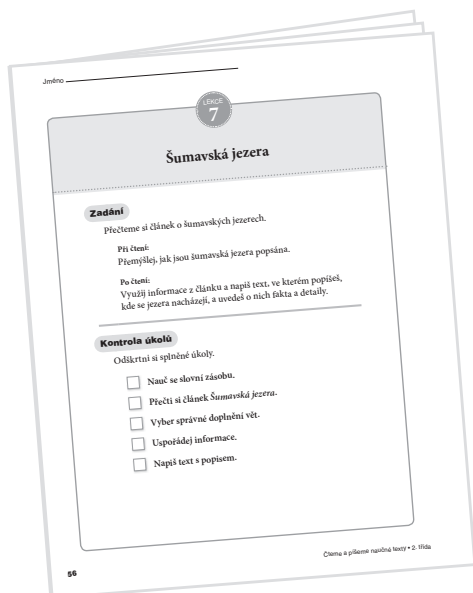 Jméno
LEKCE
7
Šumavská jezera
Zadání
Přečteme si článek o šumavských jezerech.
Při čtení:
Přemýšlej, jak jsou šumavská jezera popsána.
Po čtení:
Využij informace z článku a napiš text, ve kterém popíšeš,
kde se jezera nacházejí, a uvedeš o nich fakta a detaily.
Kontrola úkolů
Odškrtni si splněné úkoly.
Nauč se slovní zásobu.
Přečti si článek Šumavská jezera.
Vyber správné doplnění vět.
Uspořádej informace.
Napiš text s popisem.
56
Čteme a píšeme naučné texty • 2. třída